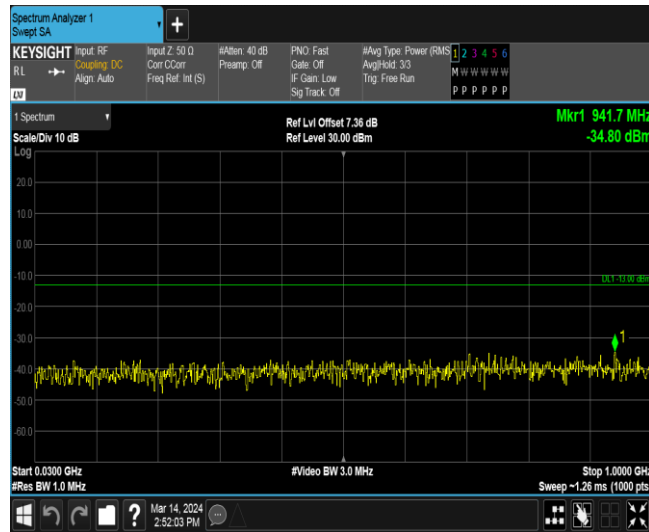 Spectrum Analyzer 1
Swept SA
+
KEYSIGHT
RL
LXI
Input: RF
Coupling: DC
Align: Auto
Input Z: 50 Ω
Corr CCorr
Freq Ref: Int (S)
#Atten: 40 dB
Preamp: Off
PNO: Fast
Gate: Off
IF Gain: Low
Sig Track: Off
#Avg Type: Power (RMS
Avg|Hold: 3/3
Trig: Free Run
1 2 3 4 5 6
M W W W W W
P P P P P P
1 Spectrum
Scale/Div 10 dB
Log
Ref Lvl Offset 7.36 dB
Ref Level 30.00 dBm
Mkr1 941.7 MHz
-34.80 dBm
20.0
10.0
0.00
-10.0
DL1 -13.00 dBm
-20.0
-30.0
1
-40.0
-50.0
-60.0
Start 0.0300 GHz
#Res BW 1.0 MHz
#Video BW 3.0 MHz
Stop 1.0000 GHz
Sweep ~1.26 ms (1000 pts)
?
Mar 14, 2024
2:52:03 PM